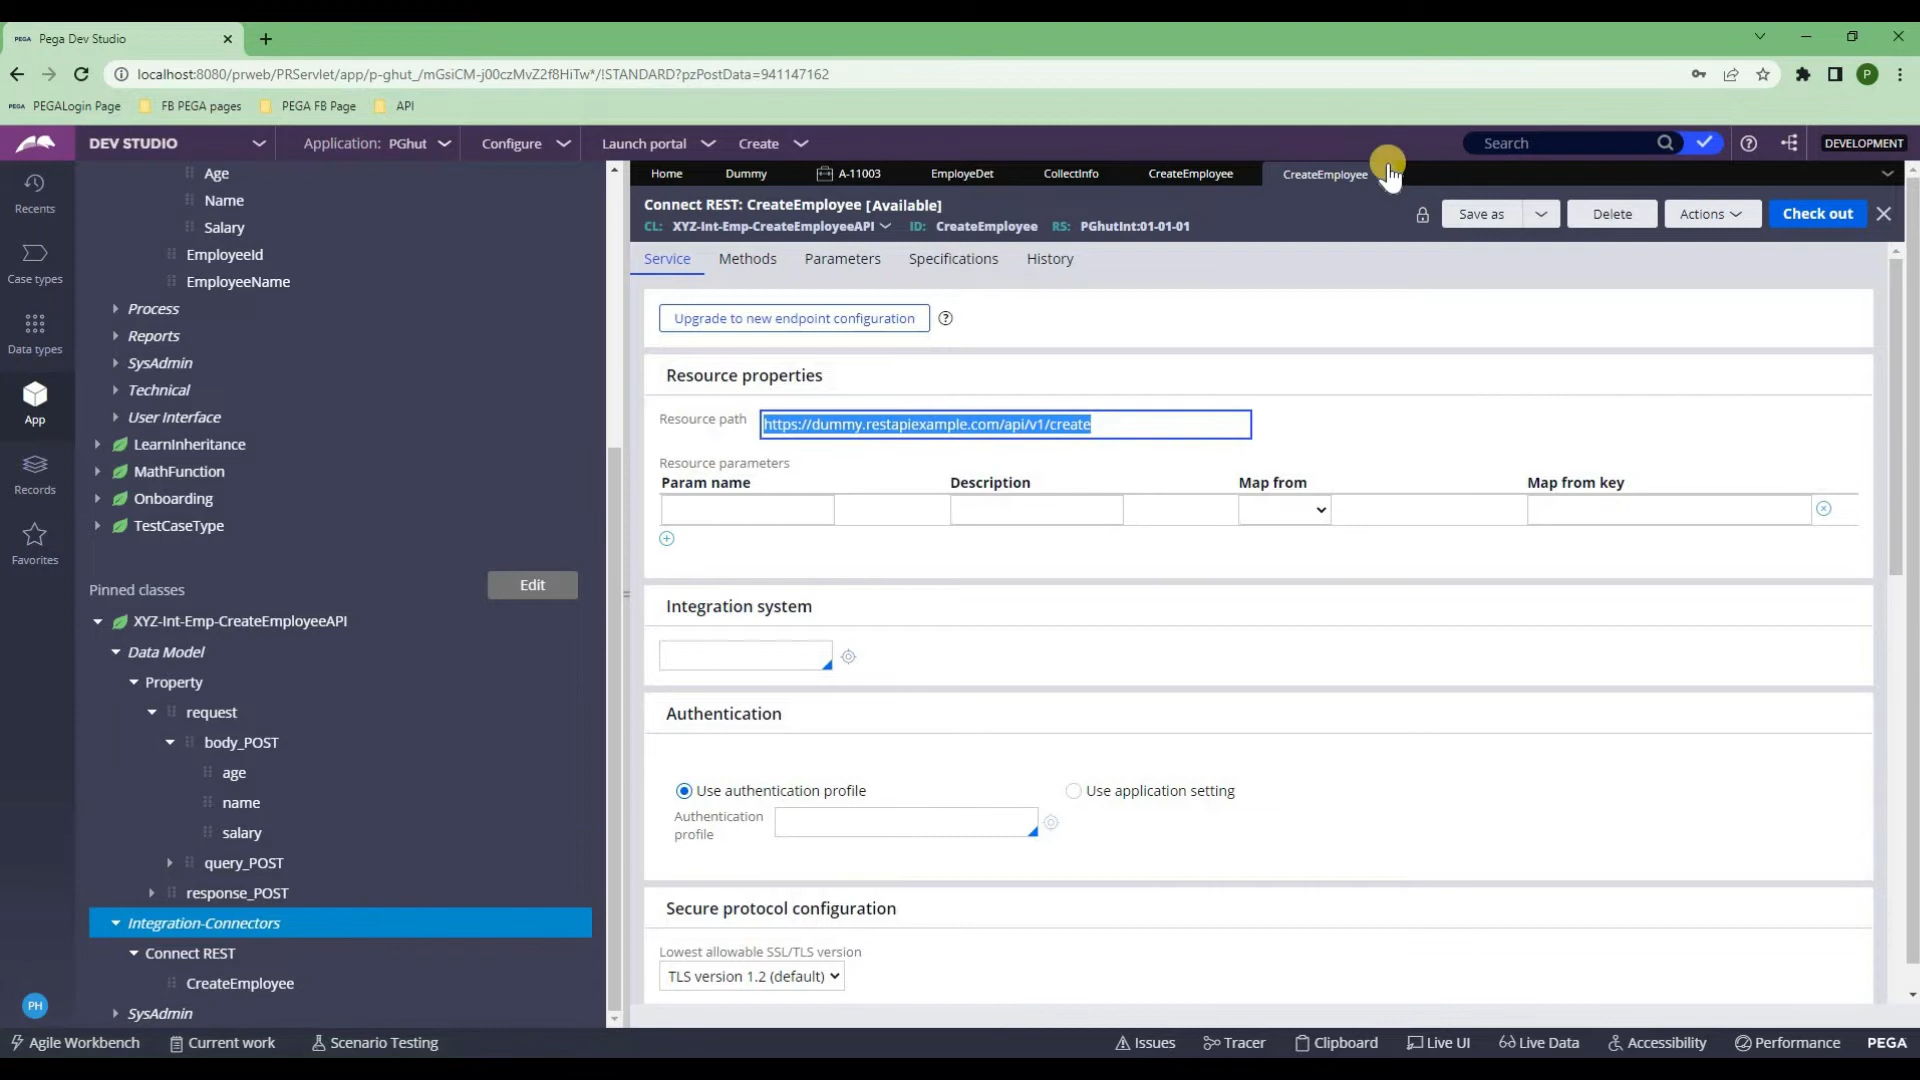 PEGA Pega Dev Studio
localhost:8080/prweb/PRServlet/app/p-ghut_/mGsiCM-j00czMvZ2f8HiTw*/!STANDARD?pzPostData=941147162
P
PEGA PEGALogin Page FB PEGA pages PEGA FB Page API
DEV STUDIO Application: PGhut Configure Launch portal Create Search DEVELOPMENT
Recents
Case types
Data types
App
Records
Favorites
PH
Age
Name
Salary
EmployeeId
EmployeeName
Process
Reports
SysAdmin
Technical
User Interface
LearnInheritance
MathFunction
Onboarding
TestCaseType
Pinned classes Edit
XYZ-Int-Emp-CreateEmployeeAPI
Data Model
Property
request
body_POST
age
name
salary
query_POST
response_POST
Integration-Connectors
Connect REST
CreateEmployee
SysAdmin
Home Dummy A-11003 EmployeDet CollectInfo CreateEmployee CreateEmployee
Connect REST: CreateEmployee [Available]
CL: XYZ-Int-Emp-CreateEmployeeAPI ID: CreateEmployee RS: PGhutInt:01-01-01
Save as Delete Actions Check out
Service Methods Parameters Specifications History
Upgrade to new endpoint configuration
Resource properties
Resource path https://dummy.restapiexample.com/api/v1/create
Resource parameters
Param name Description Map from Map from key
Integration system
Authentication
Use authentication profile Use application setting
Authentication
profile
Secure protocol configuration
Lowest allowable SSL/TLS version
TLS version 1.2 (default)
Agile Workbench Current work Scenario Testing Issues Tracer Clipboard Live UI Live Data Accessibility Performance PEGA